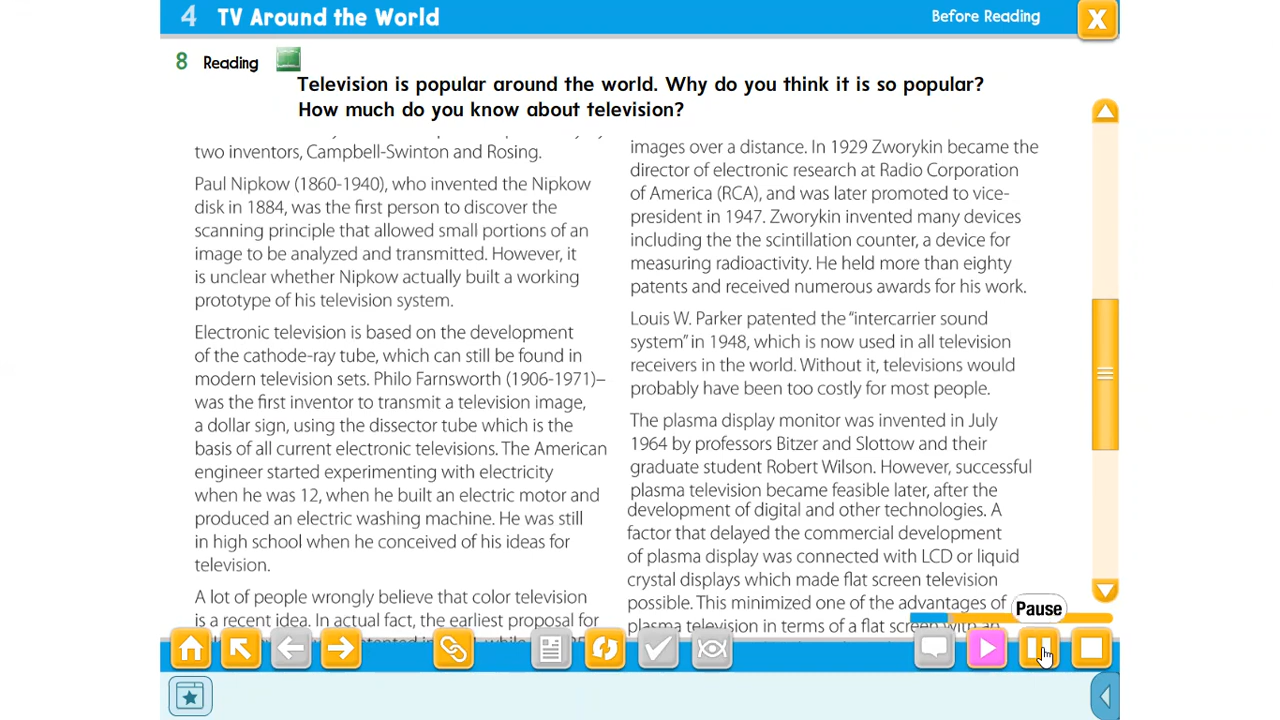 4 TV Around the World
Before Reading
X
8 Reading
Television is popular around the world. Why do you think it is so popular?
How much do you know about television?
two inventors, Campbell-Swinton and Rosing.
Paul Nipkow (1860-1940), who invented the Nipkow
disk in 1884, was the first person to discover the
scanning principle that allowed small portions of an
image to be analyzed and transmitted. However, it
is unclear whether Nipkow actually built a working
prototype of his television system.
Electronic television is based on the development
of the cathode-ray tube, which can still be found in
modern television sets. Philo Farnsworth (1906-1971)–
was the first inventor to transmit a television image,
a dollar sign, using the dissector tube which is the
basis of all current electronic televisions. The American
engineer started experimenting with electricity
when he was 12, when he built an electric motor and
produced an electric washing machine. He was still
in high school when he conceived of his ideas for
television.
A lot of people wrongly believe that color television
is a recent idea. In actual fact, the earliest proposal for
images over a distance. In 1929 Zworykin became the
director of electronic research at Radio Corporation
of America (RCA), and was later promoted to vice-
president in 1947. Zworykin invented many devices
including the the scintillation counter, a device for
measuring radioactivity. He held more than eighty
patents and received numerous awards for his work.
Louis W. Parker patented the “intercarrier sound
system” in 1948, which is now used in all television
receivers in the world. Without it, televisions would
probably have been too costly for most people.
The plasma display monitor was invented in July
1964 by professors Bitzer and Slottow and their
graduate student Robert Wilson. However, successful
plasma television became feasible later, after the
development of digital and other technologies. A
factor that delayed the commercial development
of plasma display was connected with LCD or liquid
crystal displays which made flat screen television
possible. This minimized one of the advantages of
plasma television in terms of a flat screen with an
Pause